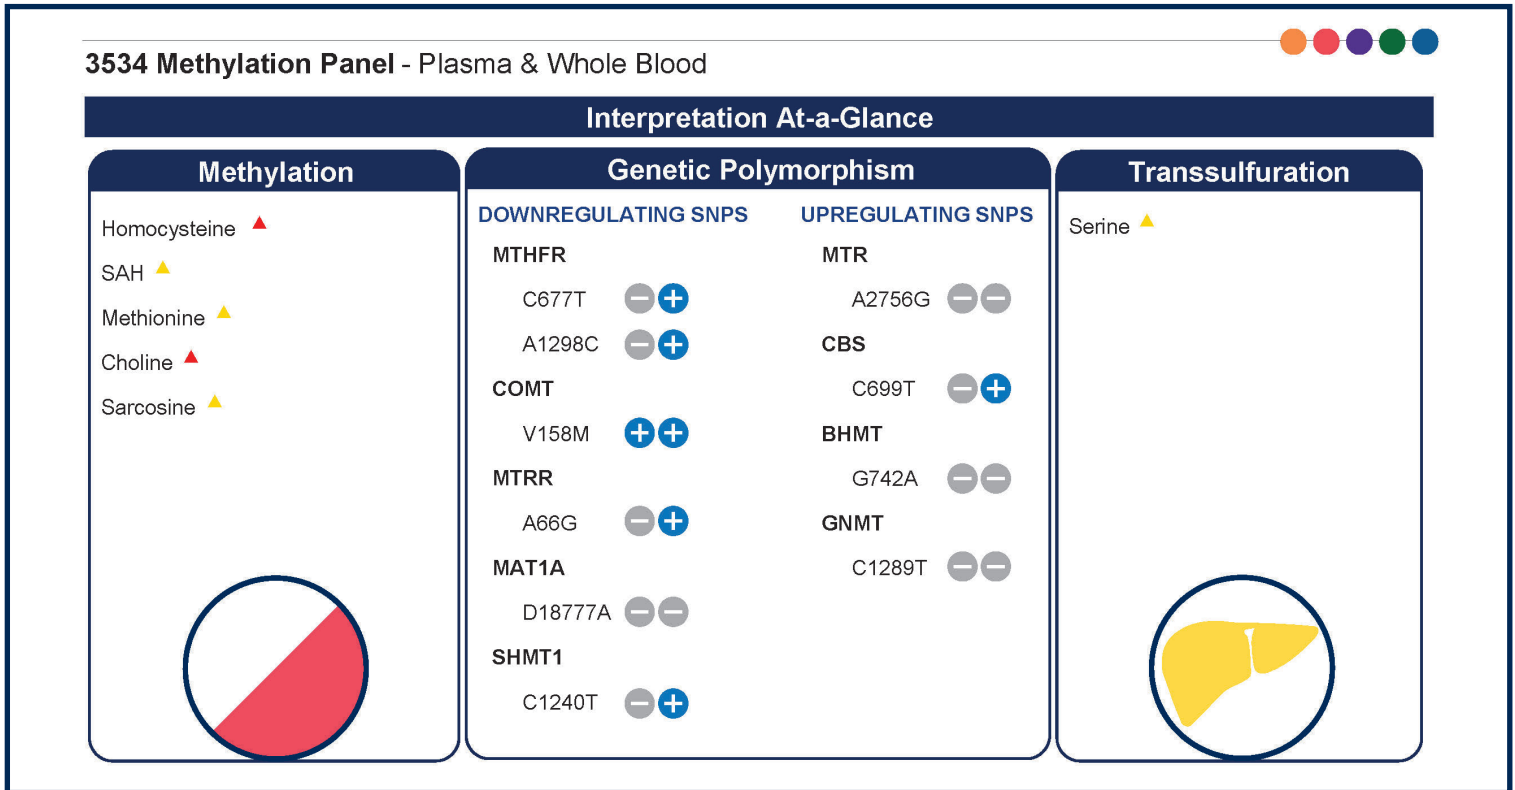 3534 Methylation Panel - Plasma & Whole Blood
Interpretation At-a-Glance
Methylation
Homocysteine
SAH
Methionine
Choline
Sarcosine
Genetic Polymorphism
DOWNREGULATING SNPS
MTHFR
C677T − +
A1298C − +
COMT
V158M + +
MTRR
A66G − +
MAT1A
D18777A − −
SHMT1
C1240T − +
UPREGULATING SNPS
MTR
A2756G − −
CBS
C699T − +
BHMT
G742A − −
GNMT
C1289T − −
Transsulfuration
Serine